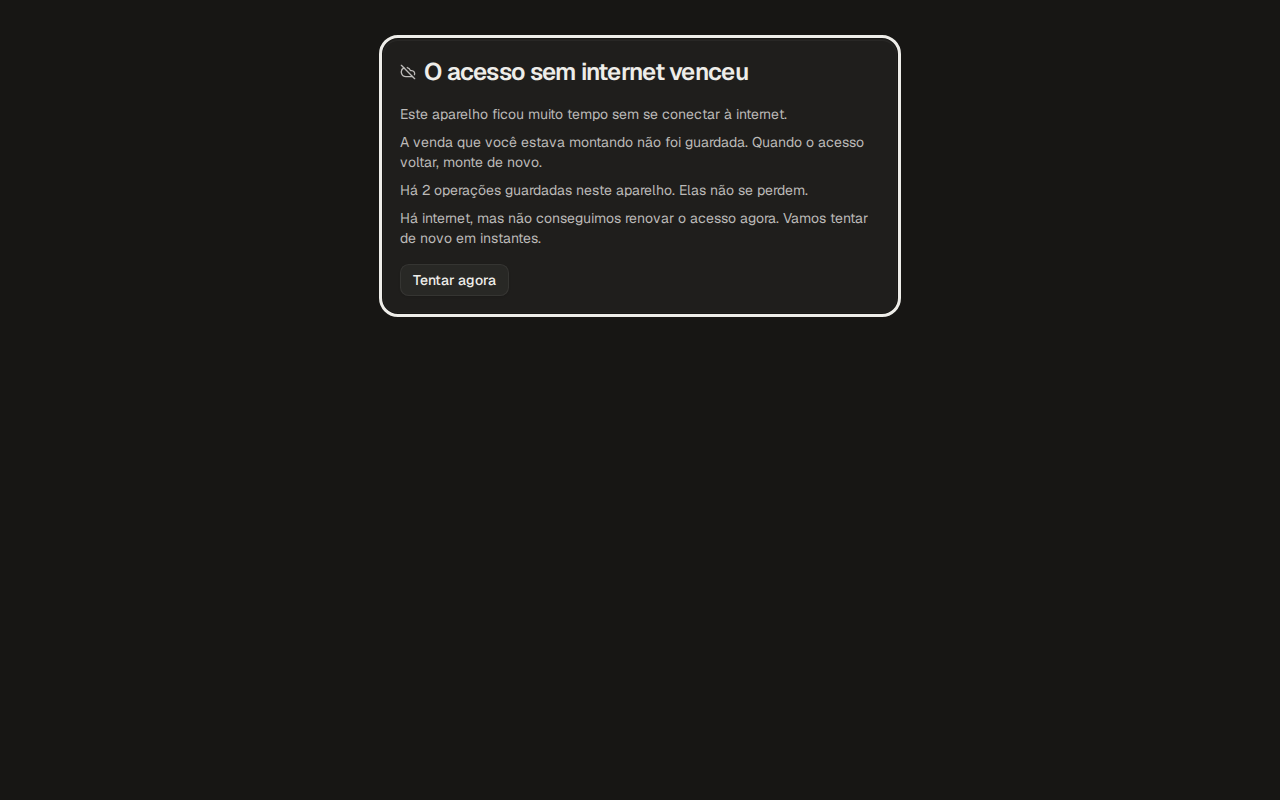 O acesso sem internet venceu
Este aparelho ficou muito tempo sem se conectar à internet.
A venda que você estava montando não foi guardada. Quando o acesso
voltar, monte de novo.
Há 2 operações guardadas neste aparelho. Elas não se perdem.
Há internet, mas não conseguimos renovar o acesso agora. Vamos tentar
de novo em instantes.
Tentar agora